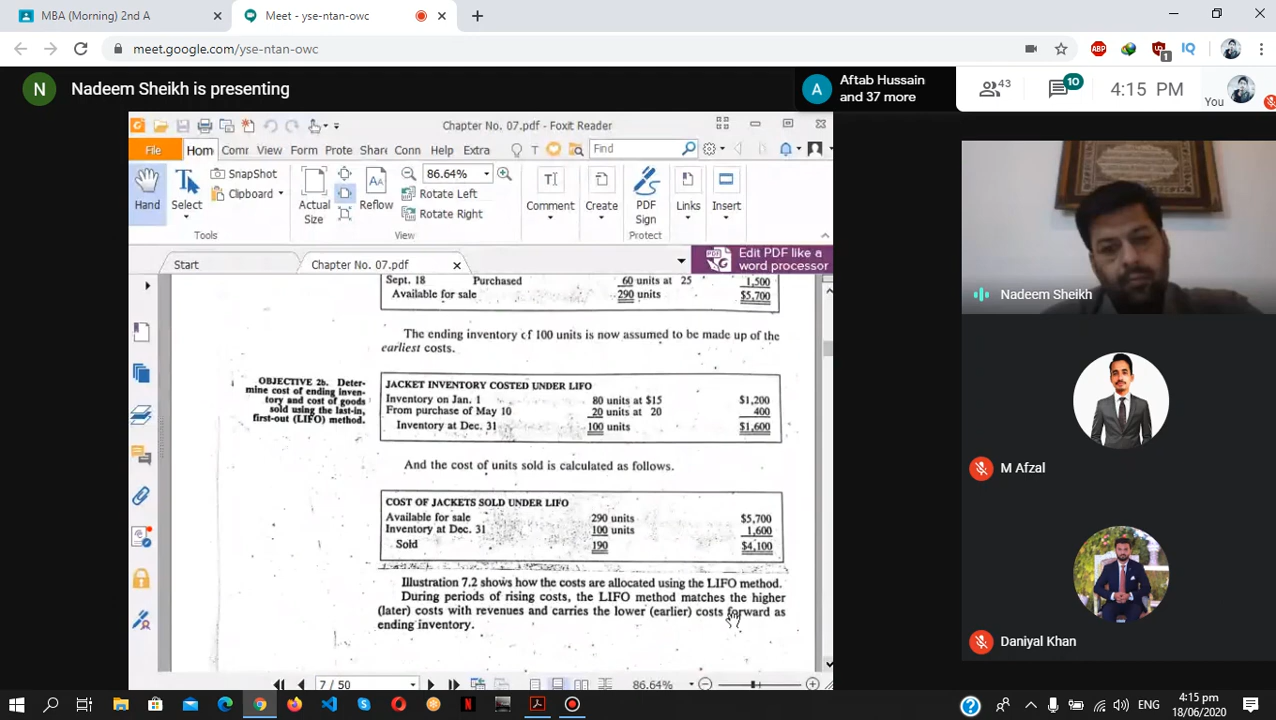 MBA (Morning) 2nd A
Meet - yse-ntan-owc
meet.google.com/yse-ntan-owc
ABP
IQ
1
N
Nadeem Sheikh is presenting
A
Aftab Hussain
and 37 more
43
10
4:15 PM
You
Chapter No. 07.pdf - Foxit Reader
File
Hom
Comr
View
Form
Prote
Share
Conn
Help
Extra
Find
Hand
Select
SnapShot
Clipboard
Tools
Actual
Size
Reflow
86.64%
Rotate Left
Rotate Right
View
Comment
Create
PDF
Sign
Protect
Links
Insert
Start
Chapter No. 07.pdf
Edit PDF like a
word processor
Sept. 18 Purchased 60 units at 25 1,500
Available for sale 290 units $5,700
The ending inventory of 100 units is now assumed to be made up of the
earliest costs.
OBJECTIVE 2b. Deter-
mine cost of ending inven-
tory and cost of goods
sold using the last-in,
first-out (LIFO) method.
JACKET INVENTORY COSTED UNDER LIFO
Inventory on Jan. 1 80 units at $15 $1,200
From purchase of May 10 20 units at 20 400
Inventory at Dec. 31 100 units $1,600
And the cost of units sold is calculated as follows.
COST OF JACKETS SOLD UNDER LIFO
Available for sale 290 units $5,700
Inventory at Dec. 31 100 units 1,600
Sold 190 $4,100
Illustration 7.2 shows how the costs are allocated using the LIFO method.
During periods of rising costs, the LIFO method matches the higher
(later) costs with revenues and carries the lower (earlier) costs forward as
ending inventory.
7 / 50
86.64%
Nadeem Sheikh
M Afzal
Daniyal Khan
ENG
4:15 pm
18/06/2020